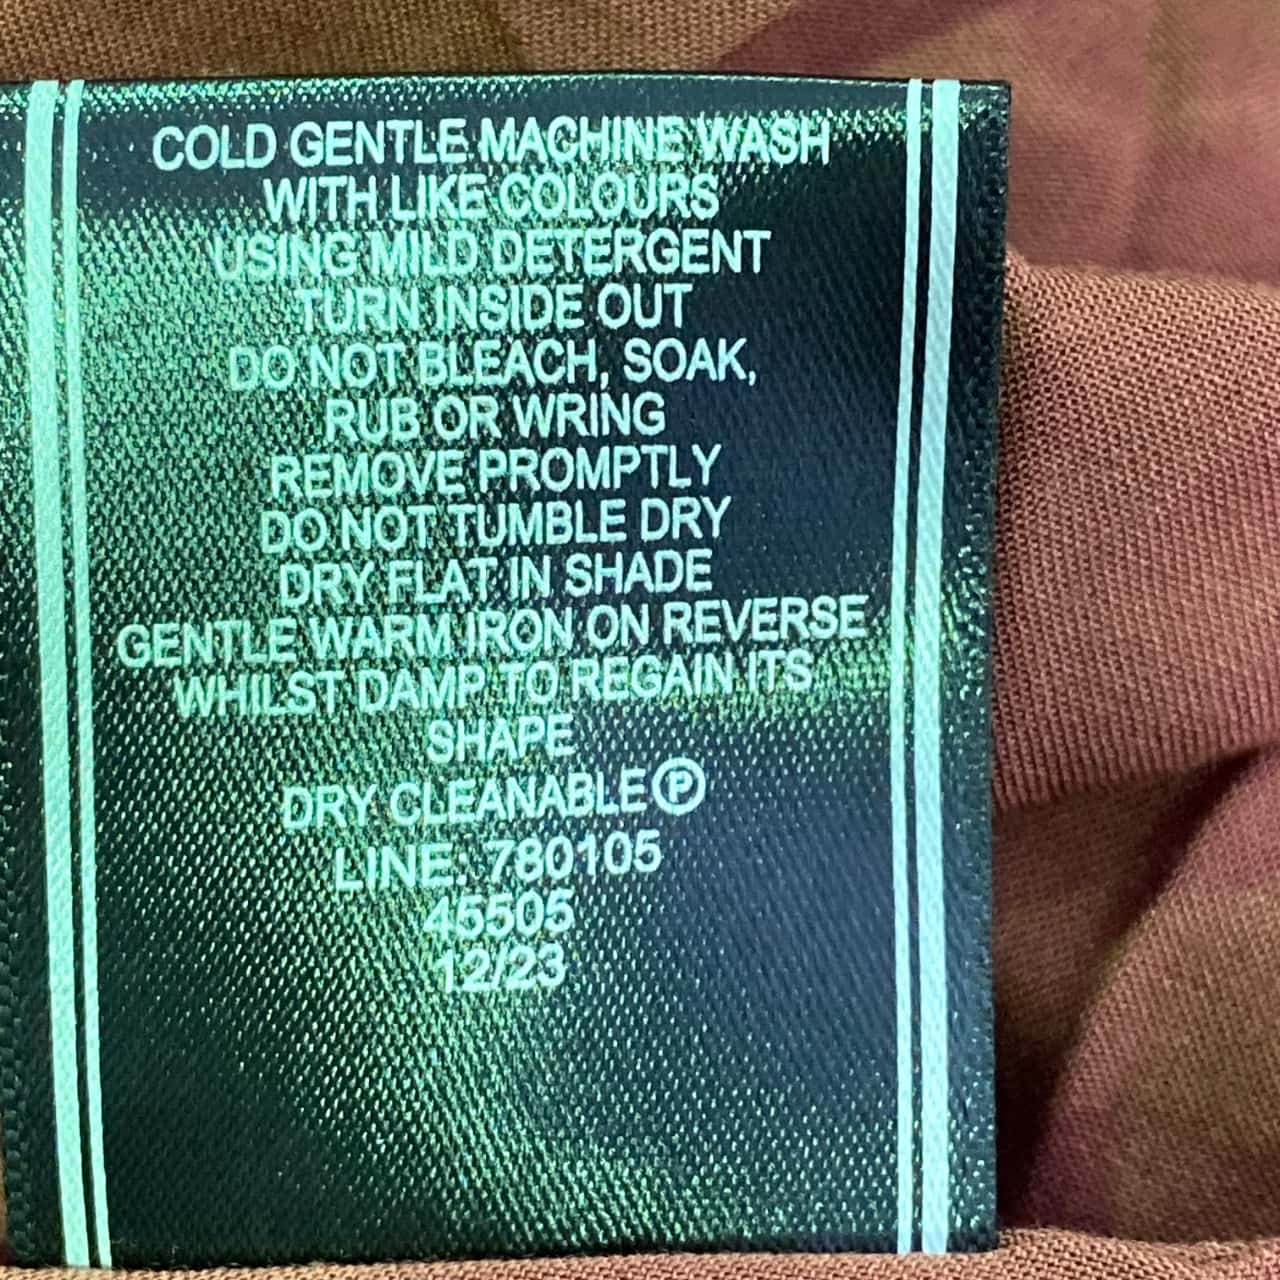 COLD GENTLE MACHINE WASH
WITH LIKE COLOURS
USING MILD DETERGENT
TURN INSIDE OUT
DO NOT BLEACH, SOAK,
RUB OR WRING
REMOVE PROMPTLY
DO NOT TUMBLE DRY
DRY FLAT IN SHADE
GENTLE WARM IRON ON REVERSE
WHILST DAMP TO REGAIN ITS
SHAPE
DRY CLEANABLE Ⓟ
LINE: 780105
45505
12/23